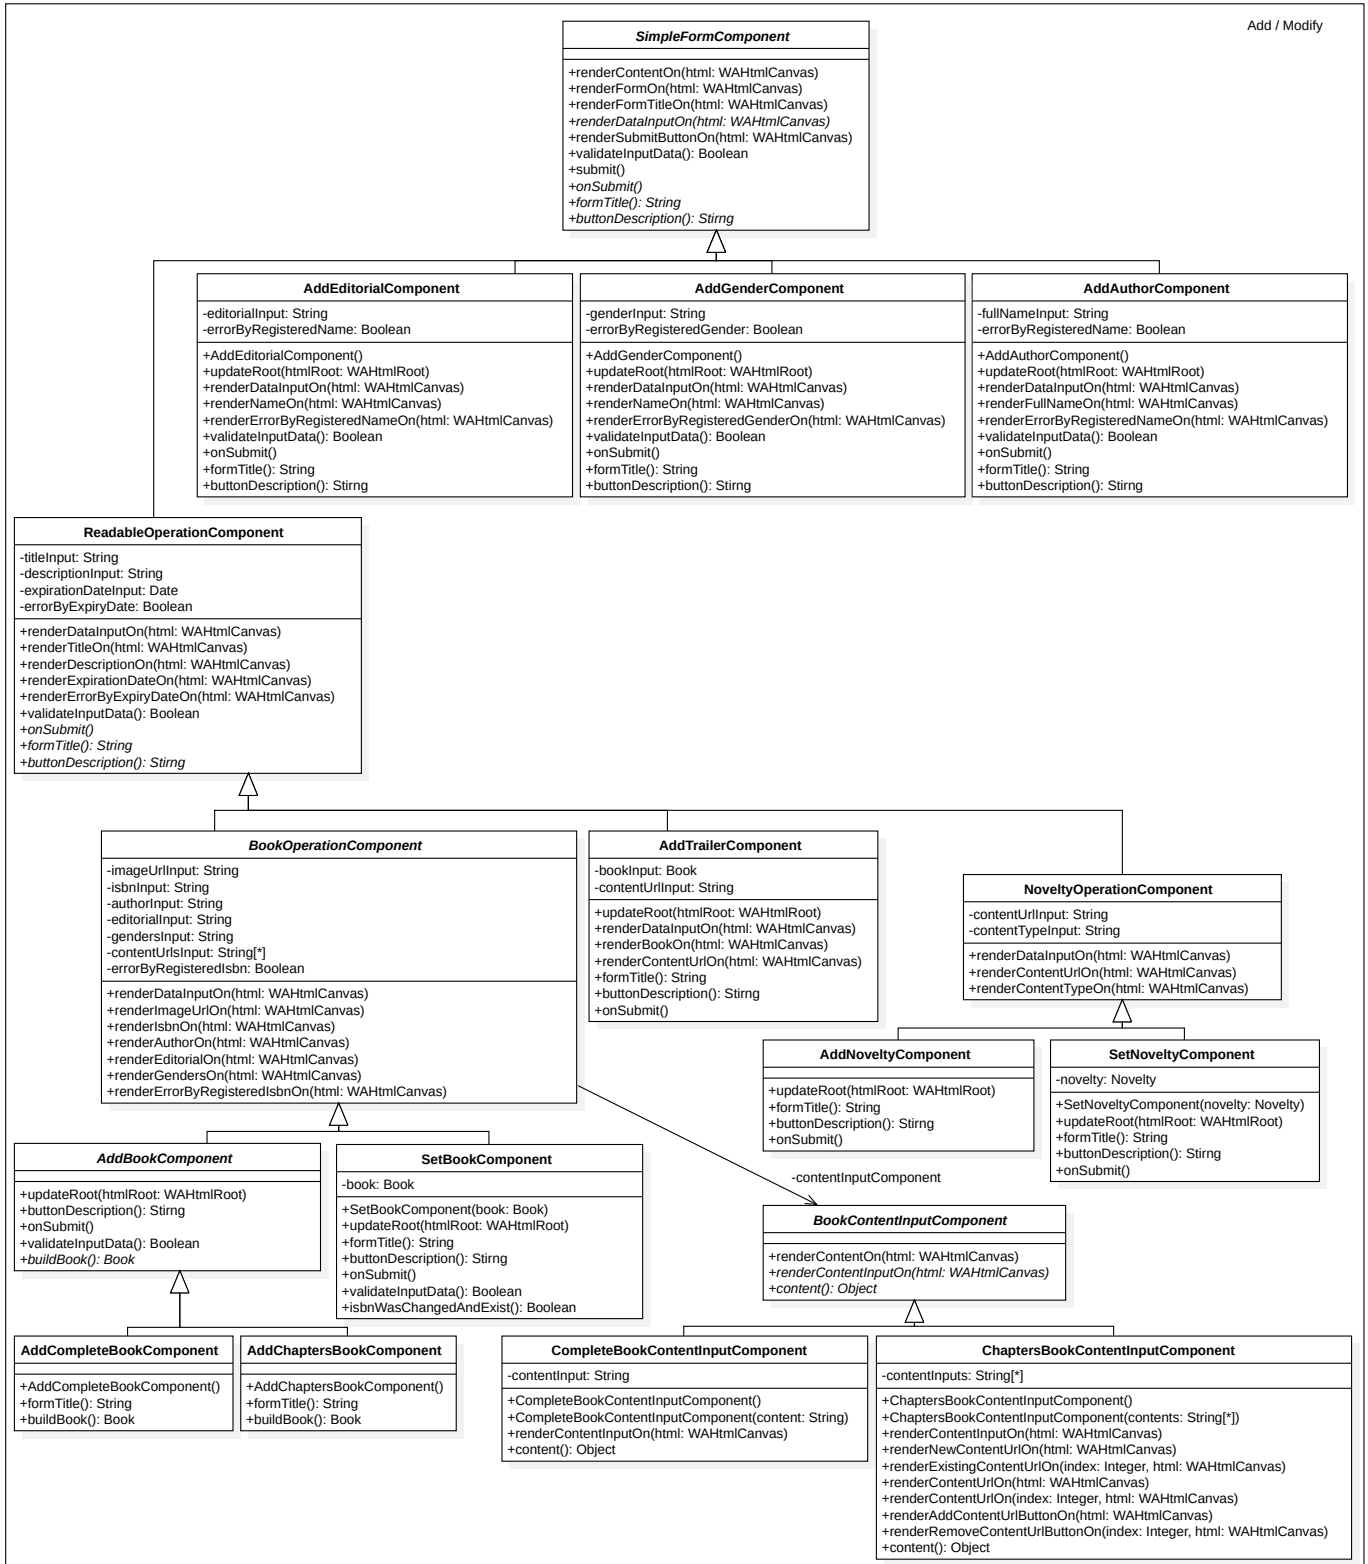 Add / Modify
SimpleFormComponent
+renderContentOn(html: WAHtmlCanvas)
+renderFormOn(html: WAHtmlCanvas)
+renderFormTitleOn(html: WAHtmlCanvas)
+renderDataInputOn(html: WAHtmlCanvas)
+renderSubmitButtonOn(html: WAHtmlCanvas)
+validateInputData(): Boolean
+submit()
+onSubmit()
+formTitle(): String
+buttonDescription(): Stirng
AddEditorialComponent
-editorialInput: String
-errorByRegisteredName: Boolean
+AddEditorialComponent()
+updateRoot(htmlRoot: WAHtmlRoot)
+renderDataInputOn(html: WAHtmlCanvas)
+renderNameOn(html: WAHtmlCanvas)
+renderErrorByRegisteredNameOn(html: WAHtmlCanvas)
+validateInputData(): Boolean
+onSubmit()
+formTitle(): String
+buttonDescription(): Stirng
AddGenderComponent
-genderInput: String
-errorByRegisteredGender: Boolean
+AddGenderComponent()
+updateRoot(htmlRoot: WAHtmlRoot)
+renderDataInputOn(html: WAHtmlCanvas)
+renderNameOn(html: WAHtmlCanvas)
+renderErrorByRegisteredGenderOn(html: WAHtmlCanvas)
+validateInputData(): Boolean
+onSubmit()
+formTitle(): String
+buttonDescription(): Stirng
AddAuthorComponent
-fullNameInput: String
-errorByRegisteredName: Boolean
+AddAuthorComponent()
+updateRoot(htmlRoot: WAHtmlRoot)
+renderDataInputOn(html: WAHtmlCanvas)
+renderFullNameOn(html: WAHtmlCanvas)
+renderErrorByRegisteredNameOn(html: WAHtmlCanvas)
+validateInputData(): Boolean
+onSubmit()
+formTitle(): String
+buttonDescription(): Stirng
ReadableOperationComponent
-titleInput: String
-descriptionInput: String
-expirationDateInput: Date
-errorByExpiryDate: Boolean
+renderDataInputOn(html: WAHtmlCanvas)
+renderTitleOn(html: WAHtmlCanvas)
+renderDescriptionOn(html: WAHtmlCanvas)
+renderExpirationDateOn(html: WAHtmlCanvas)
+renderErrorByExpiryDateOn(html: WAHtmlCanvas)
+validateInputData(): Boolean
+onSubmit()
+formTitle(): String
+buttonDescription(): Stirng
BookOperationComponent
-imageUrlInput: String
-isbnInput: String
-authorInput: String
-editorialInput: String
-gendersInput: String
-contentUrlsInput: String[*]
-errorByRegisteredIsbn: Boolean
+renderDataInputOn(html: WAHtmlCanvas)
+renderImageUrlOn(html: WAHtmlCanvas)
+renderIsbnOn(html: WAHtmlCanvas)
+renderAuthorOn(html: WAHtmlCanvas)
+renderEditorialOn(html: WAHtmlCanvas)
+renderGendersOn(html: WAHtmlCanvas)
+renderErrorByRegisteredIsbnOn(html: WAHtmlCanvas)
AddTrailerComponent
-bookInput: Book
-contentUrlInput: String
+updateRoot(htmlRoot: WAHtmlRoot)
+renderDataInputOn(html: WAHtmlCanvas)
+renderBookOn(html: WAHtmlCanvas)
+renderContentUrlOn(html: WAHtmlCanvas)
+formTitle(): String
+buttonDescription(): Stirng
+onSubmit()
NoveltyOperationComponent
-contentUrlInput: String
-contentTypeInput: String
+renderDataInputOn(html: WAHtmlCanvas)
+renderContentUrlOn(html: WAHtmlCanvas)
+renderContentTypeOn(html: WAHtmlCanvas)
AddNoveltyComponent
+updateRoot(htmlRoot: WAHtmlRoot)
+formTitle(): String
+buttonDescription(): Stirng
+onSubmit()
SetNoveltyComponent
-novelty: Novelty
+SetNoveltyComponent(novelty: Novelty)
+updateRoot(htmlRoot: WAHtmlRoot)
+formTitle(): String
+buttonDescription(): Stirng
+onSubmit()
AddBookComponent
+updateRoot(htmlRoot: WAHtmlRoot)
+buttonDescription(): Stirng
+onSubmit()
+validateInputData(): Boolean
+buildBook(): Book
SetBookComponent
-book: Book
+SetBookComponent(book: Book)
+updateRoot(htmlRoot: WAHtmlRoot)
+formTitle(): String
+buttonDescription(): Stirng
+onSubmit()
+validateInputData(): Boolean
+isbnWasChangedAndExist(): Boolean
-contentInputComponent
BookContentInputComponent
+renderContentOn(html: WAHtmlCanvas)
+renderContentInputOn(html: WAHtmlCanvas)
+content(): Object
AddCompleteBookComponent
+AddCompleteBookComponent()
+formTitle(): String
+buildBook(): Book
AddChaptersBookComponent
+AddChaptersBookComponent()
+formTitle(): String
+buildBook(): Book
CompleteBookContentInputComponent
-contentInput: String
+CompleteBookContentInputComponent()
+CompleteBookContentInputComponent(content: String)
+renderContentInputOn(html: WAHtmlCanvas)
+content(): Object
ChaptersBookContentInputComponent
-contentInputs: String[*]
+ChaptersBookContentInputComponent()
+ChaptersBookContentInputComponent(contents: String[*])
+renderContentInputOn(html: WAHtmlCanvas)
+renderNewContentUrlOn(html: WAHtmlCanvas)
+renderExistingContentUrlOn(index: Integer, html: WAHtmlCanvas)
+renderContentUrlOn(html: WAHtmlCanvas)
+renderContentUrlOn(index: Integer, html: WAHtmlCanvas)
+renderAddContentUrlButtonOn(html: WAHtmlCanvas)
+renderRemoveContentUrlButtonOn(index: Integer, html: WAHtmlCanvas)
+content(): Object